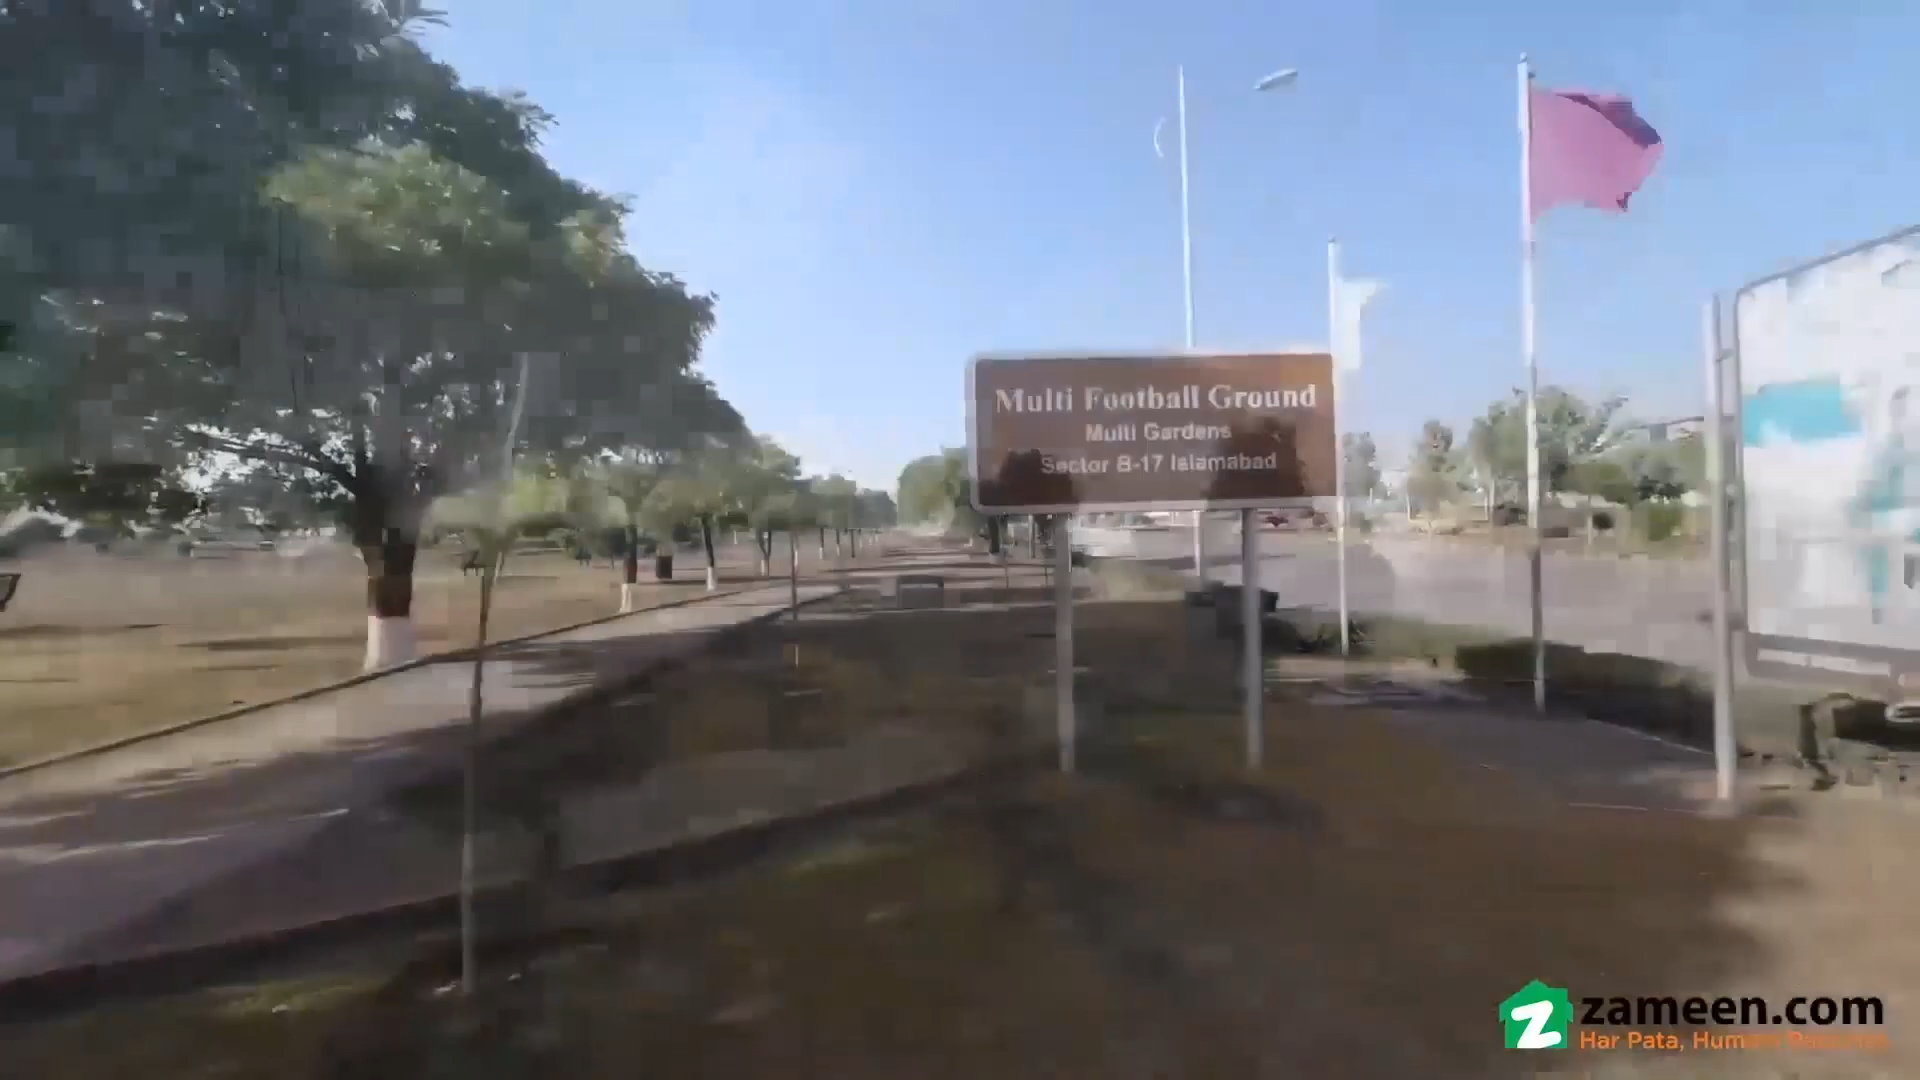 Multi Football Ground
Multi Gardens
Sector B-17 Islamabad
zameen.com
Har Pata,